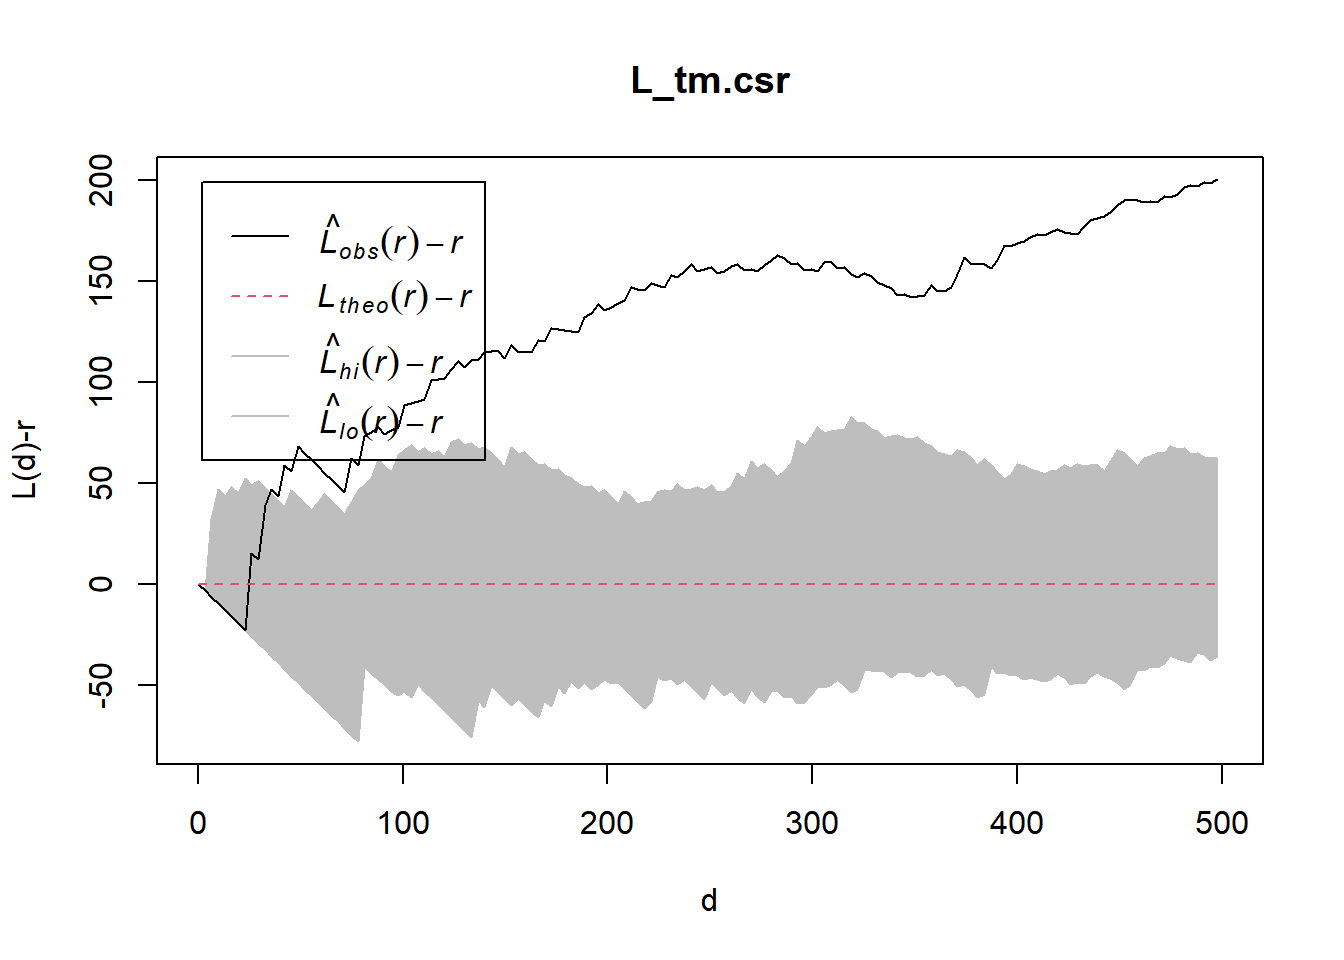 L_tm.csr
L̂obs(r) – r
Ltheo(r) – r
L̂hi(r) – r
L̂lo(r) – r
200
150
100
50
0
-50
L(d)-r
0 100 200 300 400 500
d